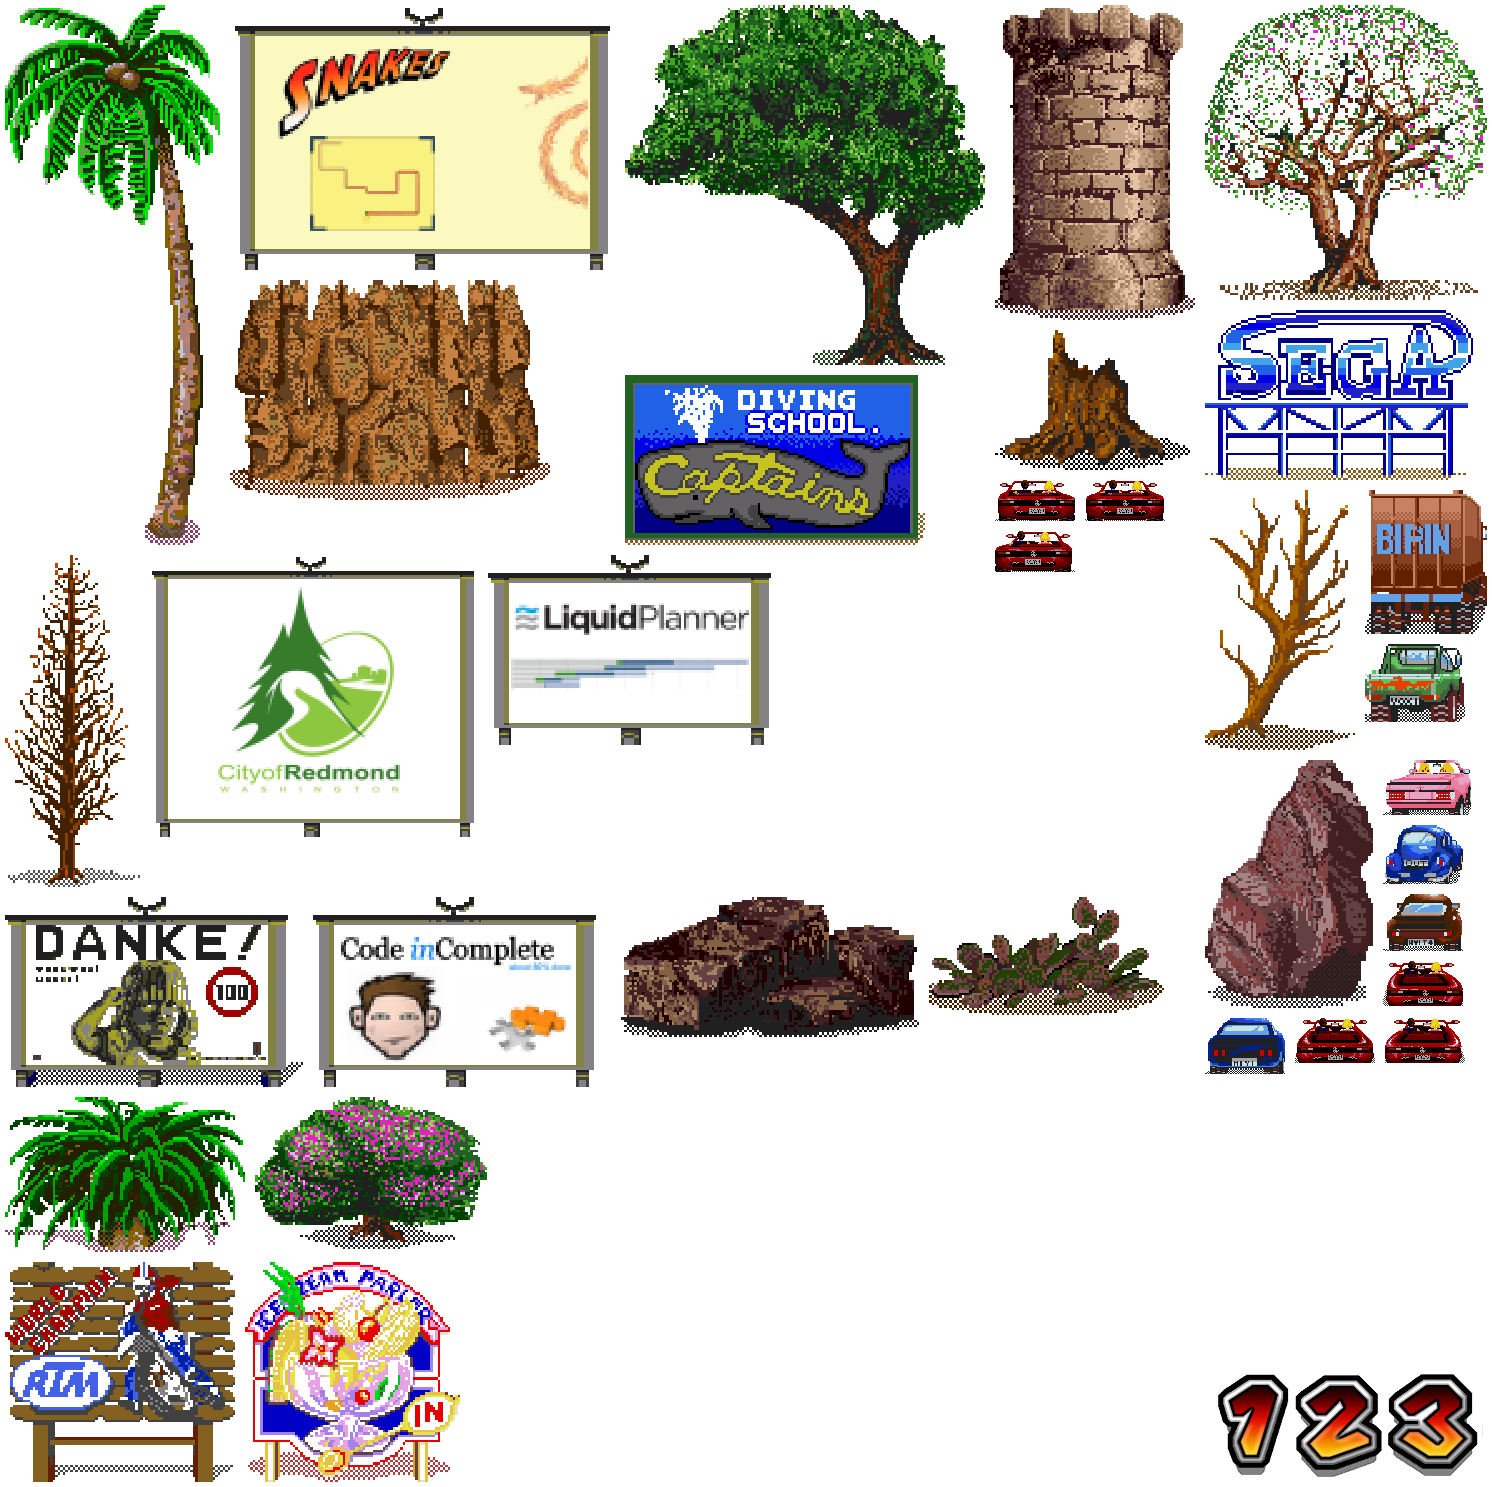 SNAKES
DIVING
SCHOOL.
Captains
SEGA
LiquidPlanner
CityofRedmond
WASHINGTON
DANKE!
100
Code inComplete
WORLD
CHAMPION
RTM
ICE CREAM PARLOR
IN
1 2 3